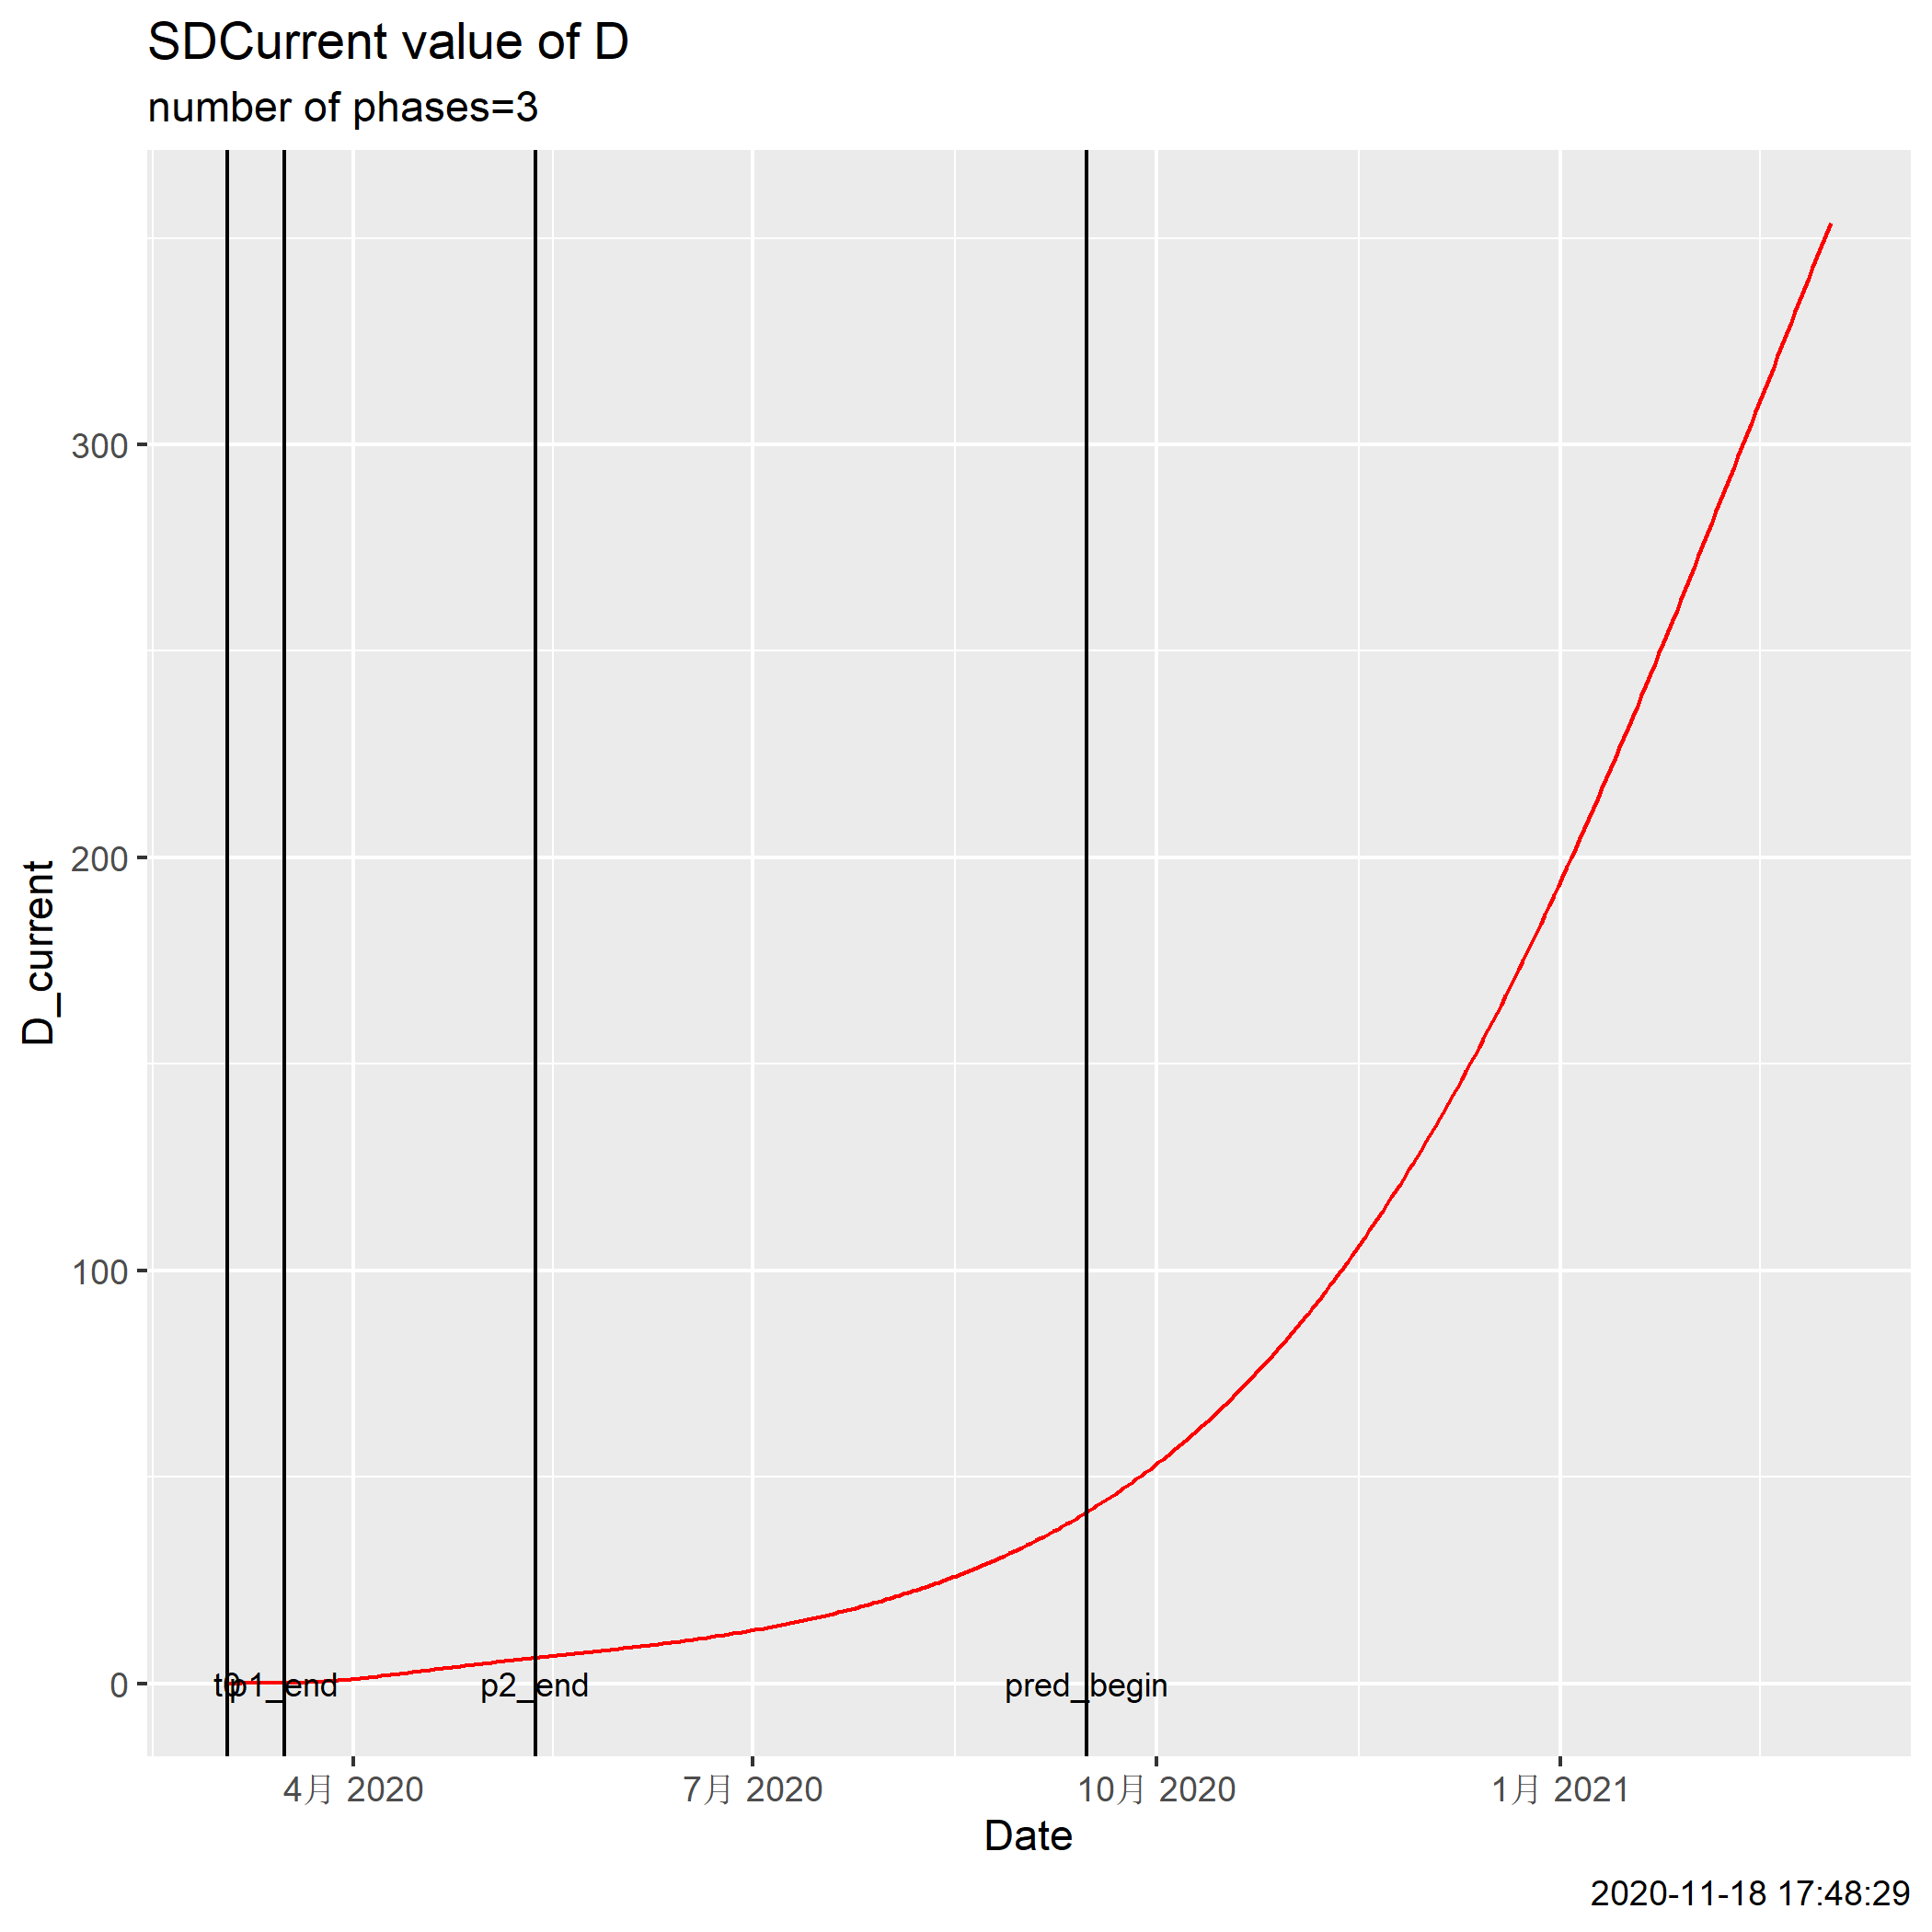 SDCurrent value of D
number of phases=3
D_current
300
200
100
0
t0
p1_end
p2_end
pred_begin
4月 2020
7月 2020
10月 2020
1月 2021
Date
2020-11-18 17:48:29